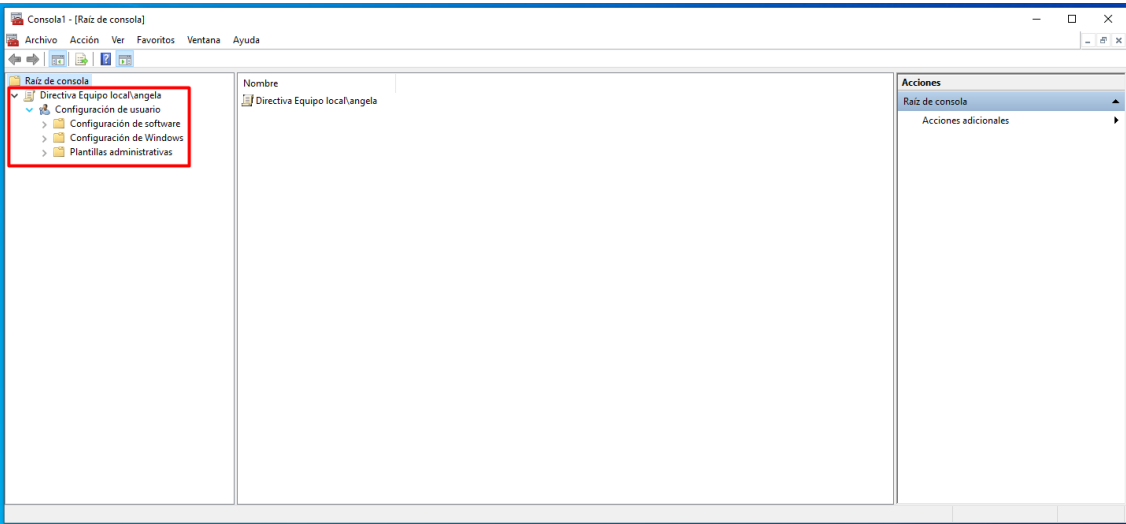 Consola1 - [Raíz de consola]
Archivo Acción Ver Favoritos Ventana Ayuda
Raíz de consola
Directiva Equipo local\angela
Configuración de usuario
Configuración de software
Configuración de Windows
Plantillas administrativas
Nombre
Directiva Equipo local\angela
Acciones
Raíz de consola
Acciones adicionales